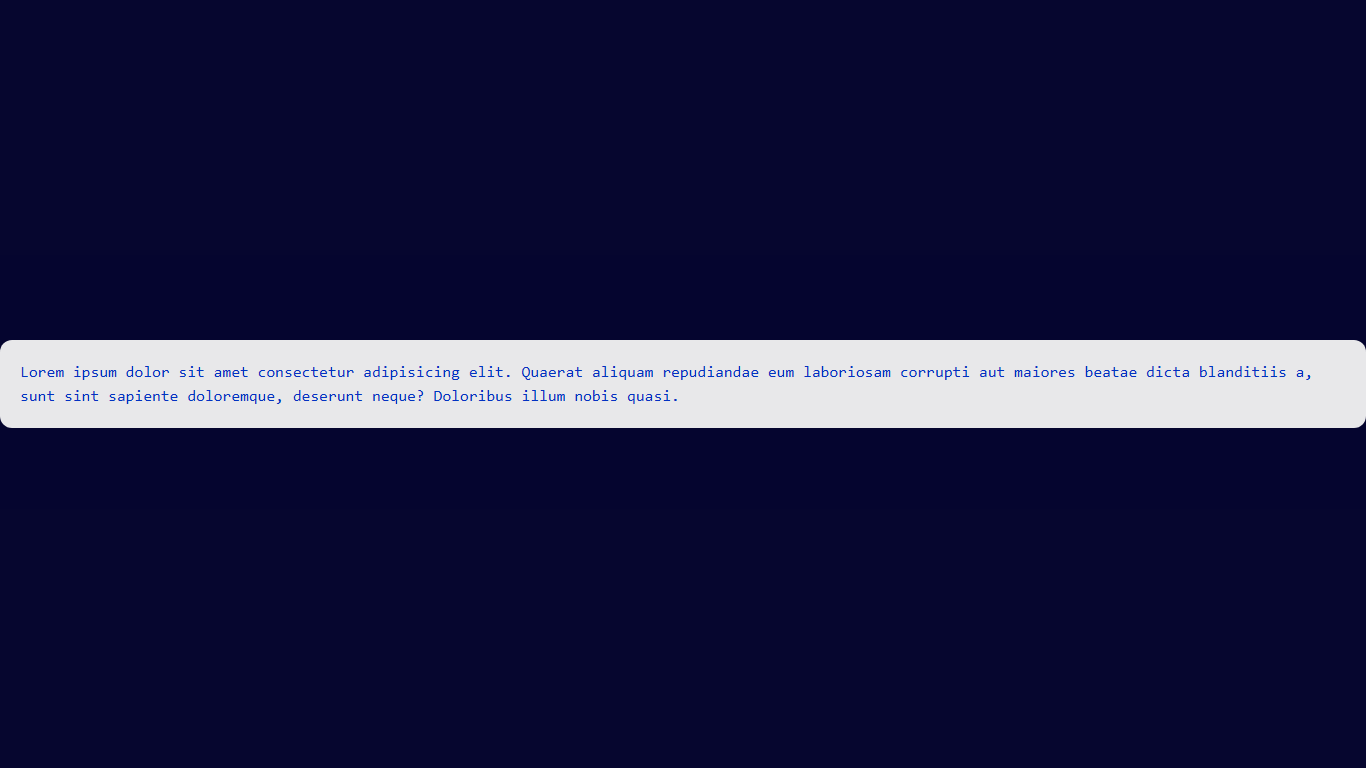 Lorem ipsum dolor sit amet consectetur adipisicing elit. Quaerat aliquam repudiandae eum laboriosam corrupti aut maiores beatae dicta blanditiis a,
sunt sint sapiente doloremque, deserunt neque? Doloribus illum nobis quasi.